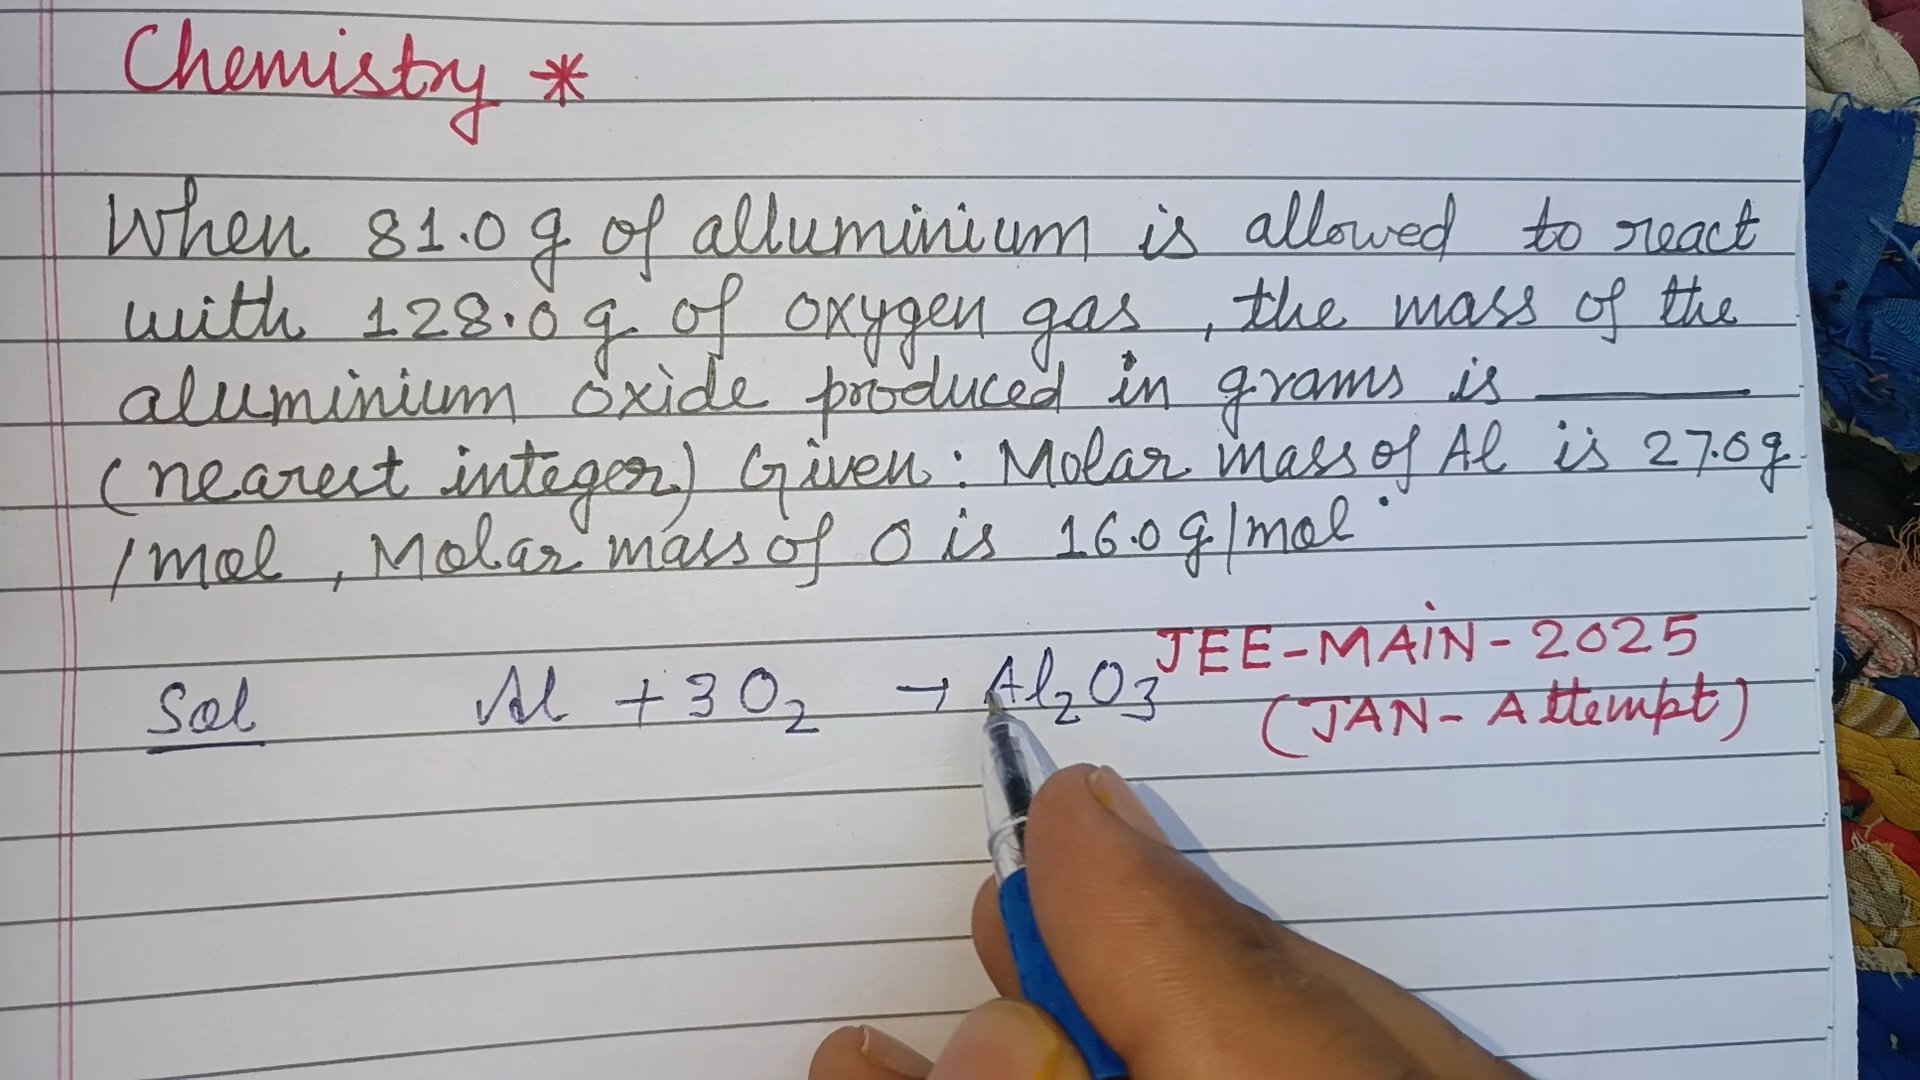 Chemistry *
When 81.0 g of alluminium is allowed to react
with 128.0 g of oxygen gas, the mass of the
aluminium oxide produced in grams is ______
(nearest integer) Given: Molar mass of Al is 27.0 g
/mol, Molar mass of O is 16.0 g/mol.
JEE-MAIN-2025
(JAN-Attempt)
Sol Al + 3O₂ → Al₂O₃